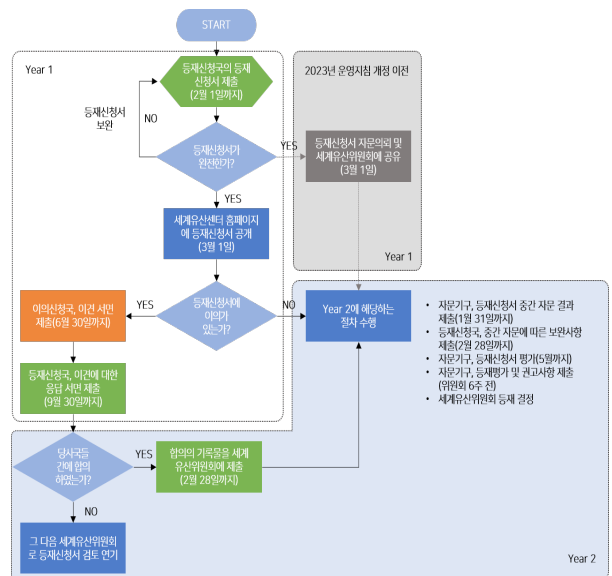 START
Year 1
등재신청국의 등재
신청서 제출
(2월 1일까지)
2023년 운영지침 개정 이전
등재신청서
보완
NO
등재신청서가
완전한가?
YES
등재신청서 자문의뢰 및
세계유산위원회에 공유
(3월 1일)
YES
세계유산센터 홈페이지
에 등재신청서 공개
(3월 1일)
Year 1
이의신청국, 이견 서면
제출(6월 30일까지)
YES
등재신청서에
이의가
있는가?
NO
Year 2에 해당하는
절차 수행
• 자문기구, 등재신청서 중간 자문 결과
제출(1월 31일까지)
• 등재신청국, 중간 자문에 따른 보완사항
제출(2월 28일까지)
• 자문기구, 등재신청서 평가(5월까지)
• 자문기구, 등재평가 및 권고사항 제출
(위원회 6주 전)
• 세계유산위원회 등재 결정
등재신청국, 이견에 대한
응답 서면 제출
(9월 30일까지)
당사국들
간에 합의
하였는가?
YES
합의의 기록물을 세계
유산위원회에 제출
(2월 28일까지)
NO
그 다음 세계유산위원회
로 등재신청서 검토 연기
Year 2